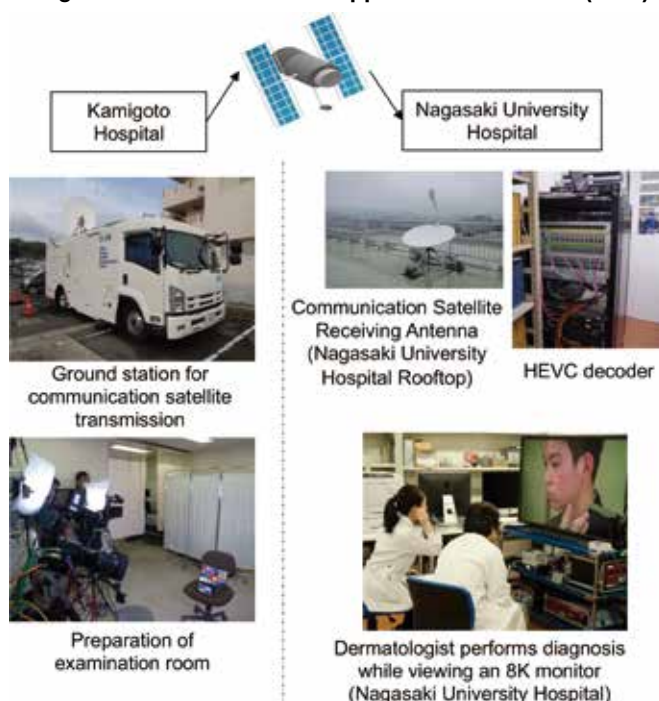 Kamigoto
Hospital
Nagasaki University
Hospital
Ground station for
communication satellite
transmission
Communication Satellite
Receiving Antenna
(Nagasaki University
Hospital Rooftop)
HEVC decoder
Preparation of
examination room
Dermatologist performs diagnosis
while viewing an 8K monitor
(Nagasaki University Hospital)